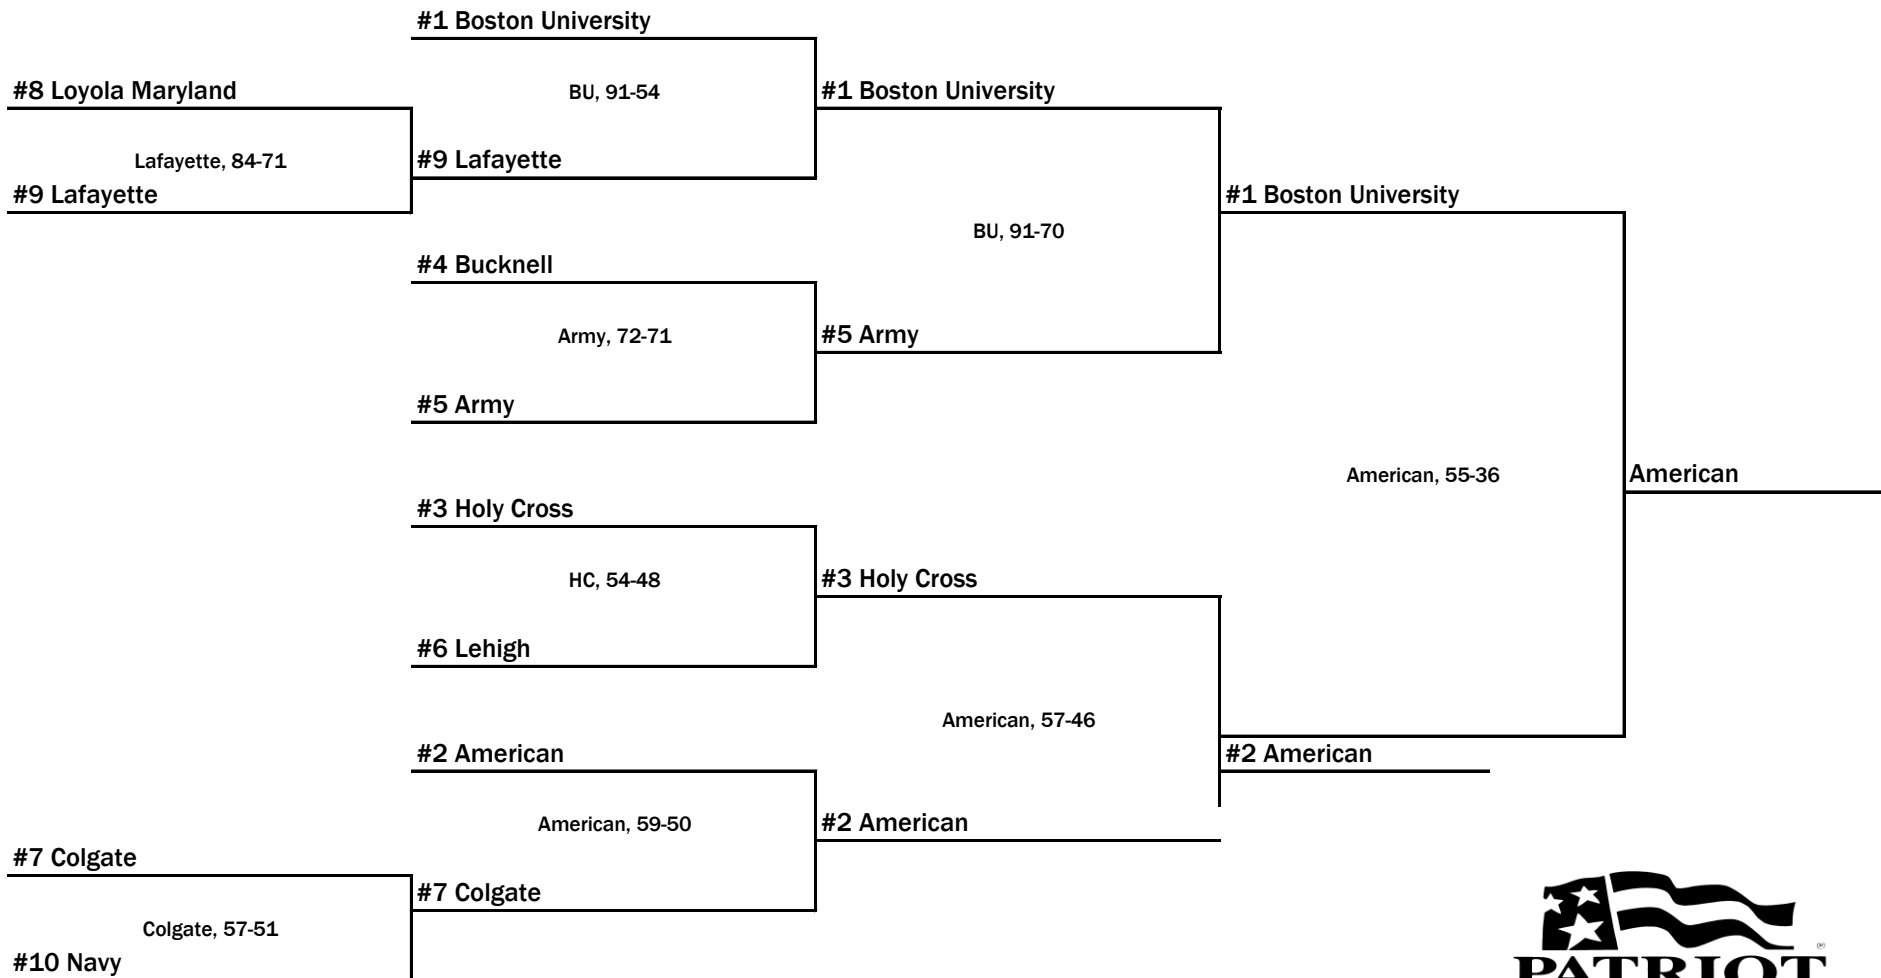 #1 Boston University
#8 Loyola Maryland
BU, 91-54
#1 Boston University
Lafayette, 84-71
#9 Lafayette
#9 Lafayette
#1 Boston University
BU, 91-70
#4 Bucknell
Army, 72-71
#5 Army
#5 Army
American, 55-36
American
#3 Holy Cross
HC, 54-48
#3 Holy Cross
#6 Lehigh
American, 57-46
#2 American
#2 American
American, 59-50
#2 American
#7 Colgate
#7 Colgate
Colgate, 57-51
#10 Navy
PATRIOT